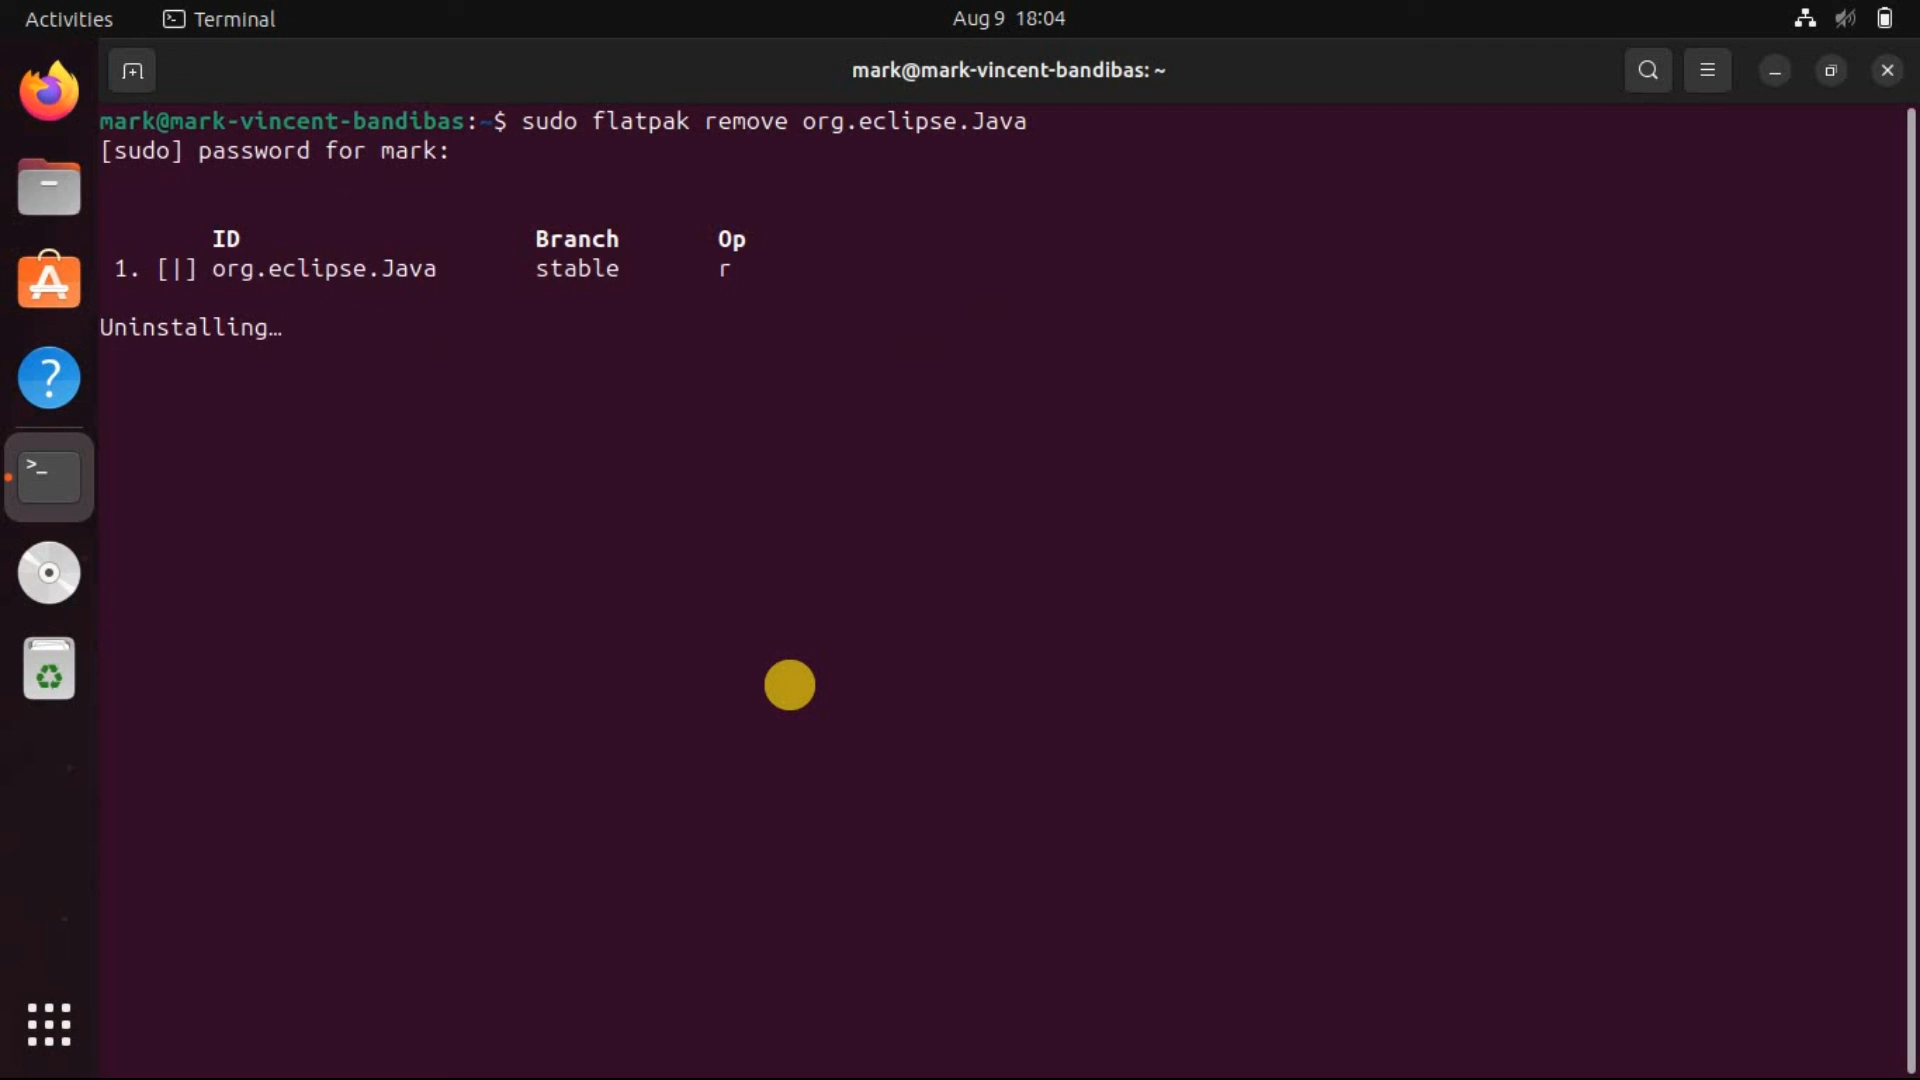 Activities Terminal Aug 9 18:04
mark@mark-vincent-bandibas: ~
mark@mark-vincent-bandibas:~$ sudo flatpak remove org.eclipse.Java
[sudo] password for mark:
ID Branch Op
1. [|] org.eclipse.Java stable r
Uninstalling…